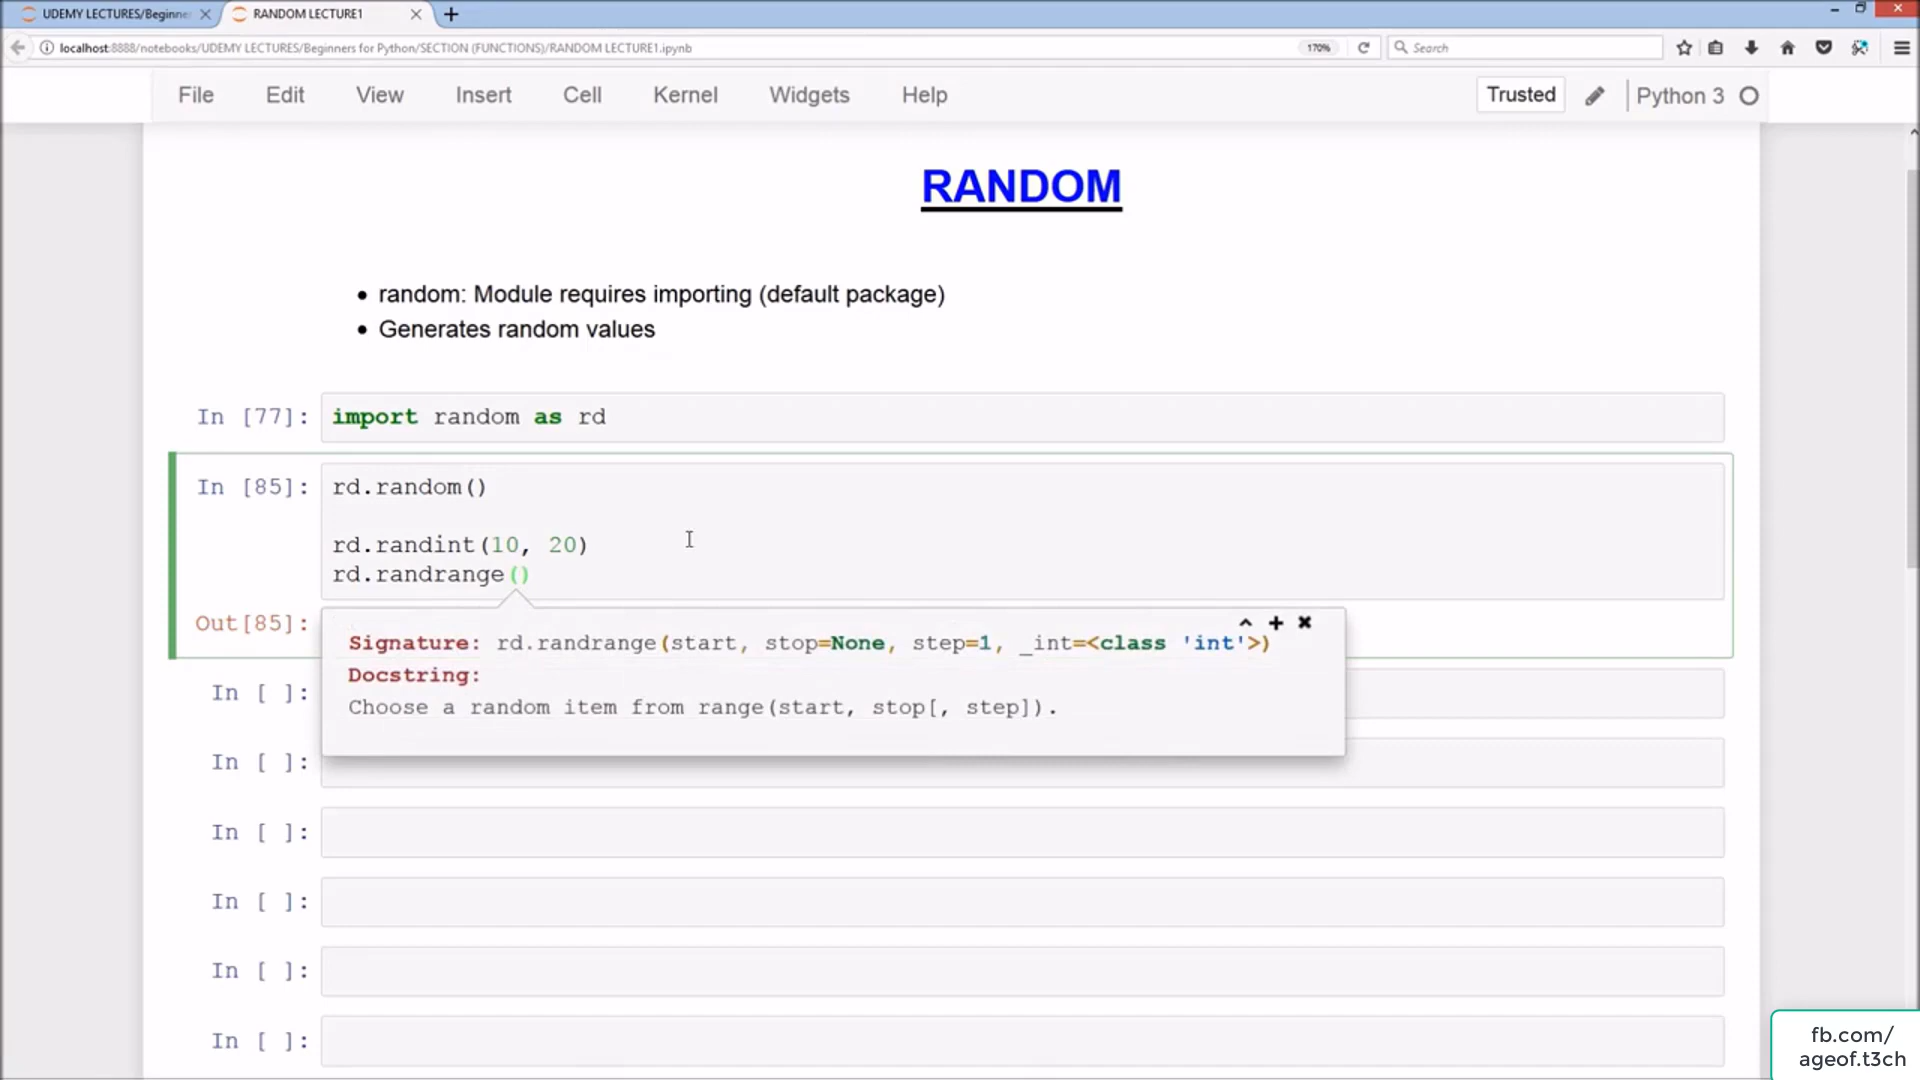 UDEMY LECTURES/Beginne
RANDOM LECTURE1
localhost:8888/notebooks/UDEMY LECTURES/Beginners for Python/SECTION (FUNCTIONS)/RANDOM LECTURE1.ipynb
170%
Search
File Edit View Insert Cell Kernel Widgets Help
Trusted
Python 3
RANDOM
• random: Module requires importing (default package)
• Generates random values
In [77]: import random as rd
In [85]: rd.random()
rd.randint(10, 20)
rd.randrange()
Out[85]:
Signature: rd.randrange(start, stop=None, step=1, _int=<class 'int'>)
Docstring:
Choose a random item from range(start, stop[, step]).
In [ ]:
In [ ]:
In [ ]:
In [ ]:
In [ ]:
In [ ]:
fb.com/
ageof.t3ch